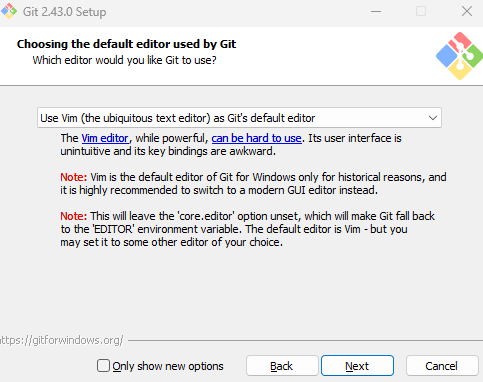 Git 2.43.0 Setup
Choosing the default editor used by Git
Which editor would you like Git to use?
Use Vim (the ubiquitous text editor) as Git's default editor
The Vim editor, while powerful, can be hard to use. Its user interface is
unintuitive and its key bindings are awkward.
Note: Vim is the default editor of Git for Windows only for historical reasons, and
it is highly recommended to switch to a modern GUI editor instead.
Note: This will leave the 'core.editor' option unset, which will make Git fall back
to the 'EDITOR' environment variable. The default editor is Vim - but you
may set it to some other editor of your choice.
https://gitforwindows.org/
Only show new options
Back
Next
Cancel